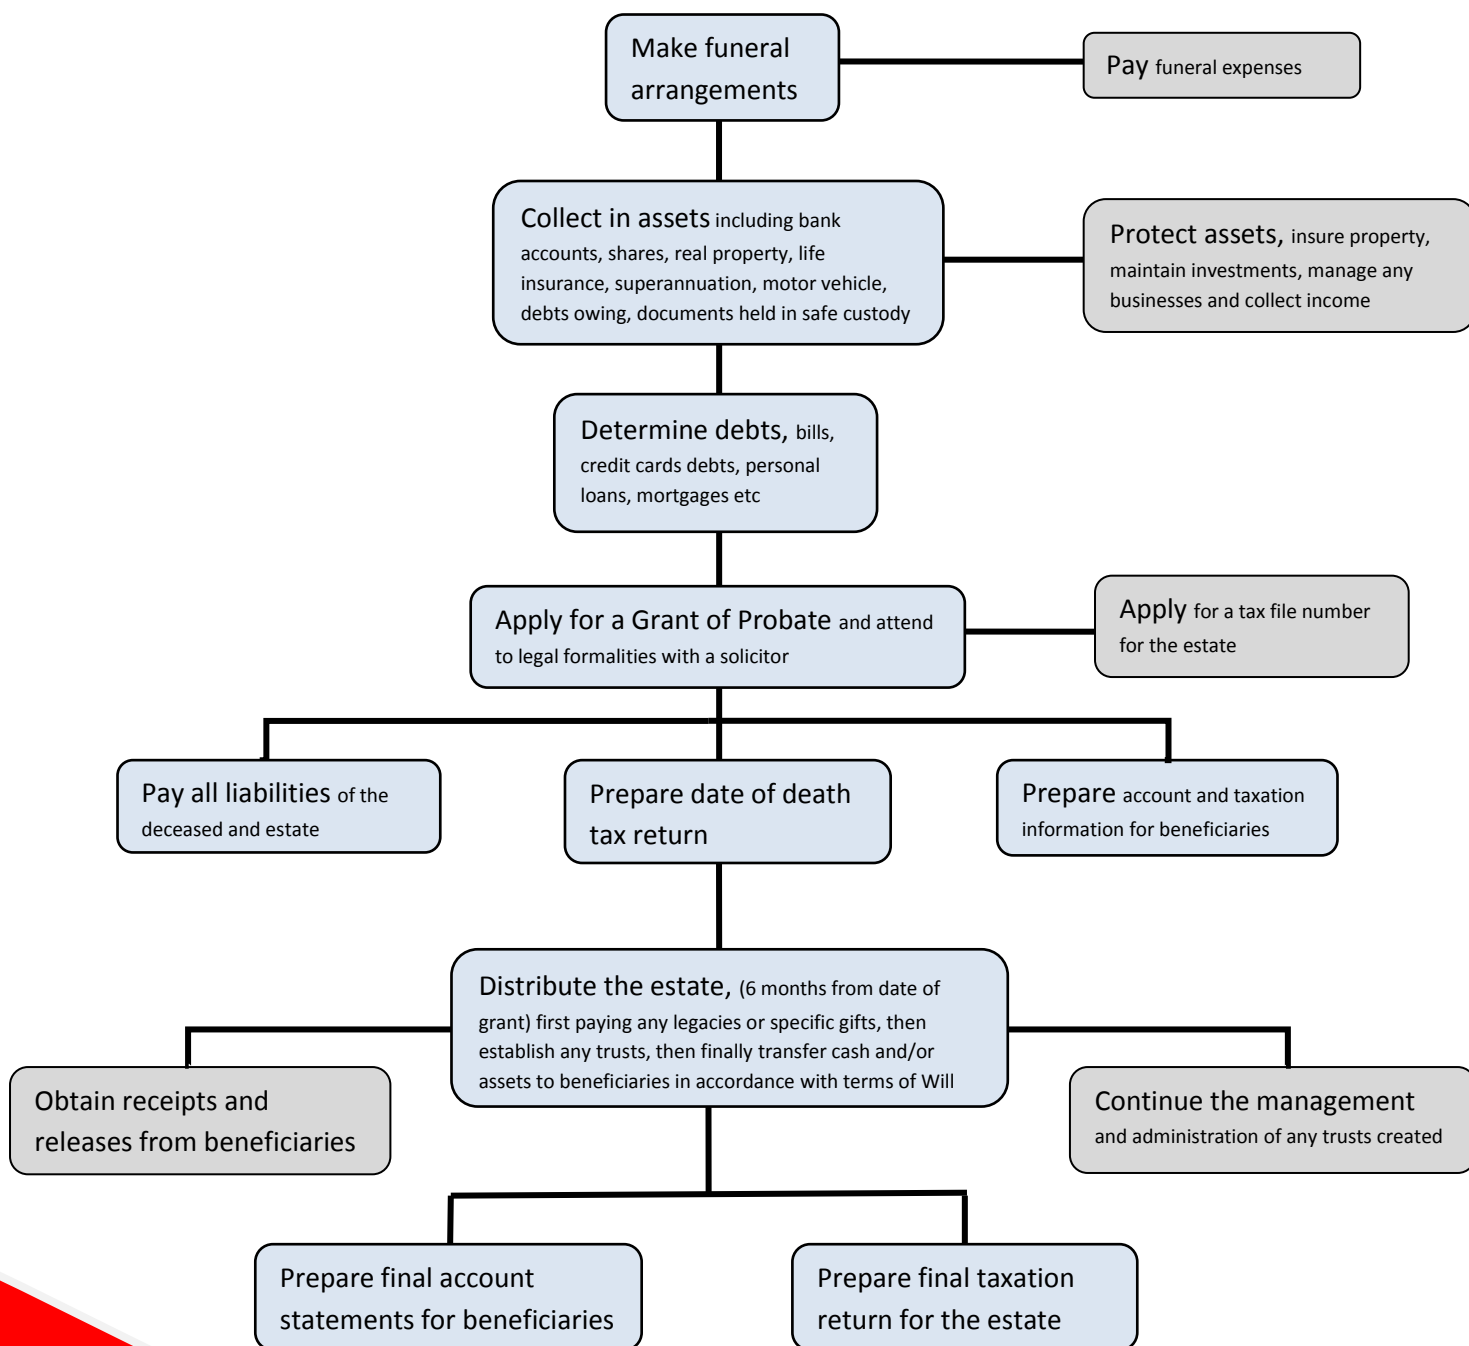 Make funeral
arrangements
Pay funeral expenses
Collect in assets including bank
accounts, shares, real property, life
insurance, superannuation, motor vehicle,
debts owing, documents held in safe custody
Protect assets, insure property,
maintain investments, manage any
businesses and collect income
Determine debts, bills,
credit cards debts, personal
loans, mortgages etc
Apply for a Grant of Probate and attend
to legal formalities with a solicitor
Apply for a tax file number
for the estate
Pay all liabilities of the
deceased and estate
Prepare date of death
tax return
Prepare account and taxation
information for beneficiaries
Distribute the estate, (6 months from date of
grant) first paying any legacies or specific gifts, then
establish any trusts, then finally transfer cash and/or
assets to beneficiaries in accordance with terms of Will
Obtain receipts and
releases from beneficiaries
Continue the management
and administration of any trusts created
Prepare final account
statements for beneficiaries
Prepare final taxation
return for the estate